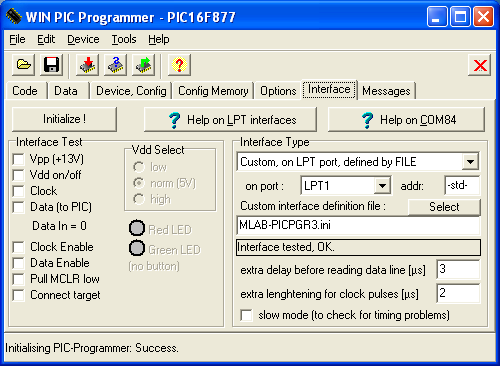 WIN PIC Programmer - PIC16F877
File Edit Device Tools Help
?
Code Data Device, Config Config Memory Options Interface Messages
Initialize !
? Help on LPT interfaces
? Help on COM84
Interface Test
Vpp (+13V)
Vdd on/off
Clock
Data (to PIC)
Data In = 0
Clock Enable
Data Enable
Pull MCLR low
Connect target
Vdd Select
low
norm (5V)
high
Red LED
Green LED
(no button)
Interface Type
Custom, on LPT port, defined by FILE
on port : LPT1 addr: -std-
Custom interface definition file : Select
MLAB-PICPGR3.ini
Interface tested, OK.
extra delay before reading data line [µs] 3
extra lenghtening for clock pulses [µs] 2
slow mode (to check for timing problems)
Initialising PIC-Programmer: Success.